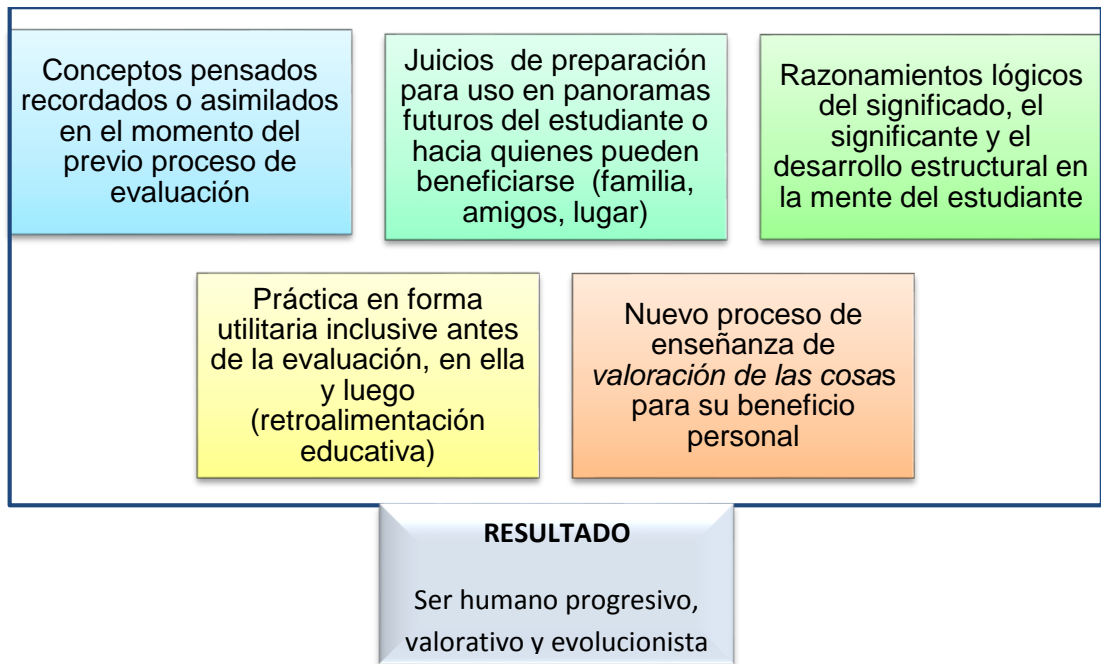 Conceptos pensados
recordados o asimilados
en el momento del
previo proceso de
evaluación
Juicios de preparación
para uso en panoramas
futuros del estudiante o
hacia quienes pueden
beneficiarse (familia,
amigos, lugar)
Razonamientos lógicos
del significado, el
significante y el
desarrollo estructural en
la mente del estudiante
Práctica en forma
utilitaria inclusive antes
de la evaluación, en ella
y luego
(retroalimentación
educativa)
Nuevo proceso de
enseñanza de
valoración de las cosas
para su beneficio
personal
RESULTADO
Ser humano progresivo,
valorativo y evolucionista